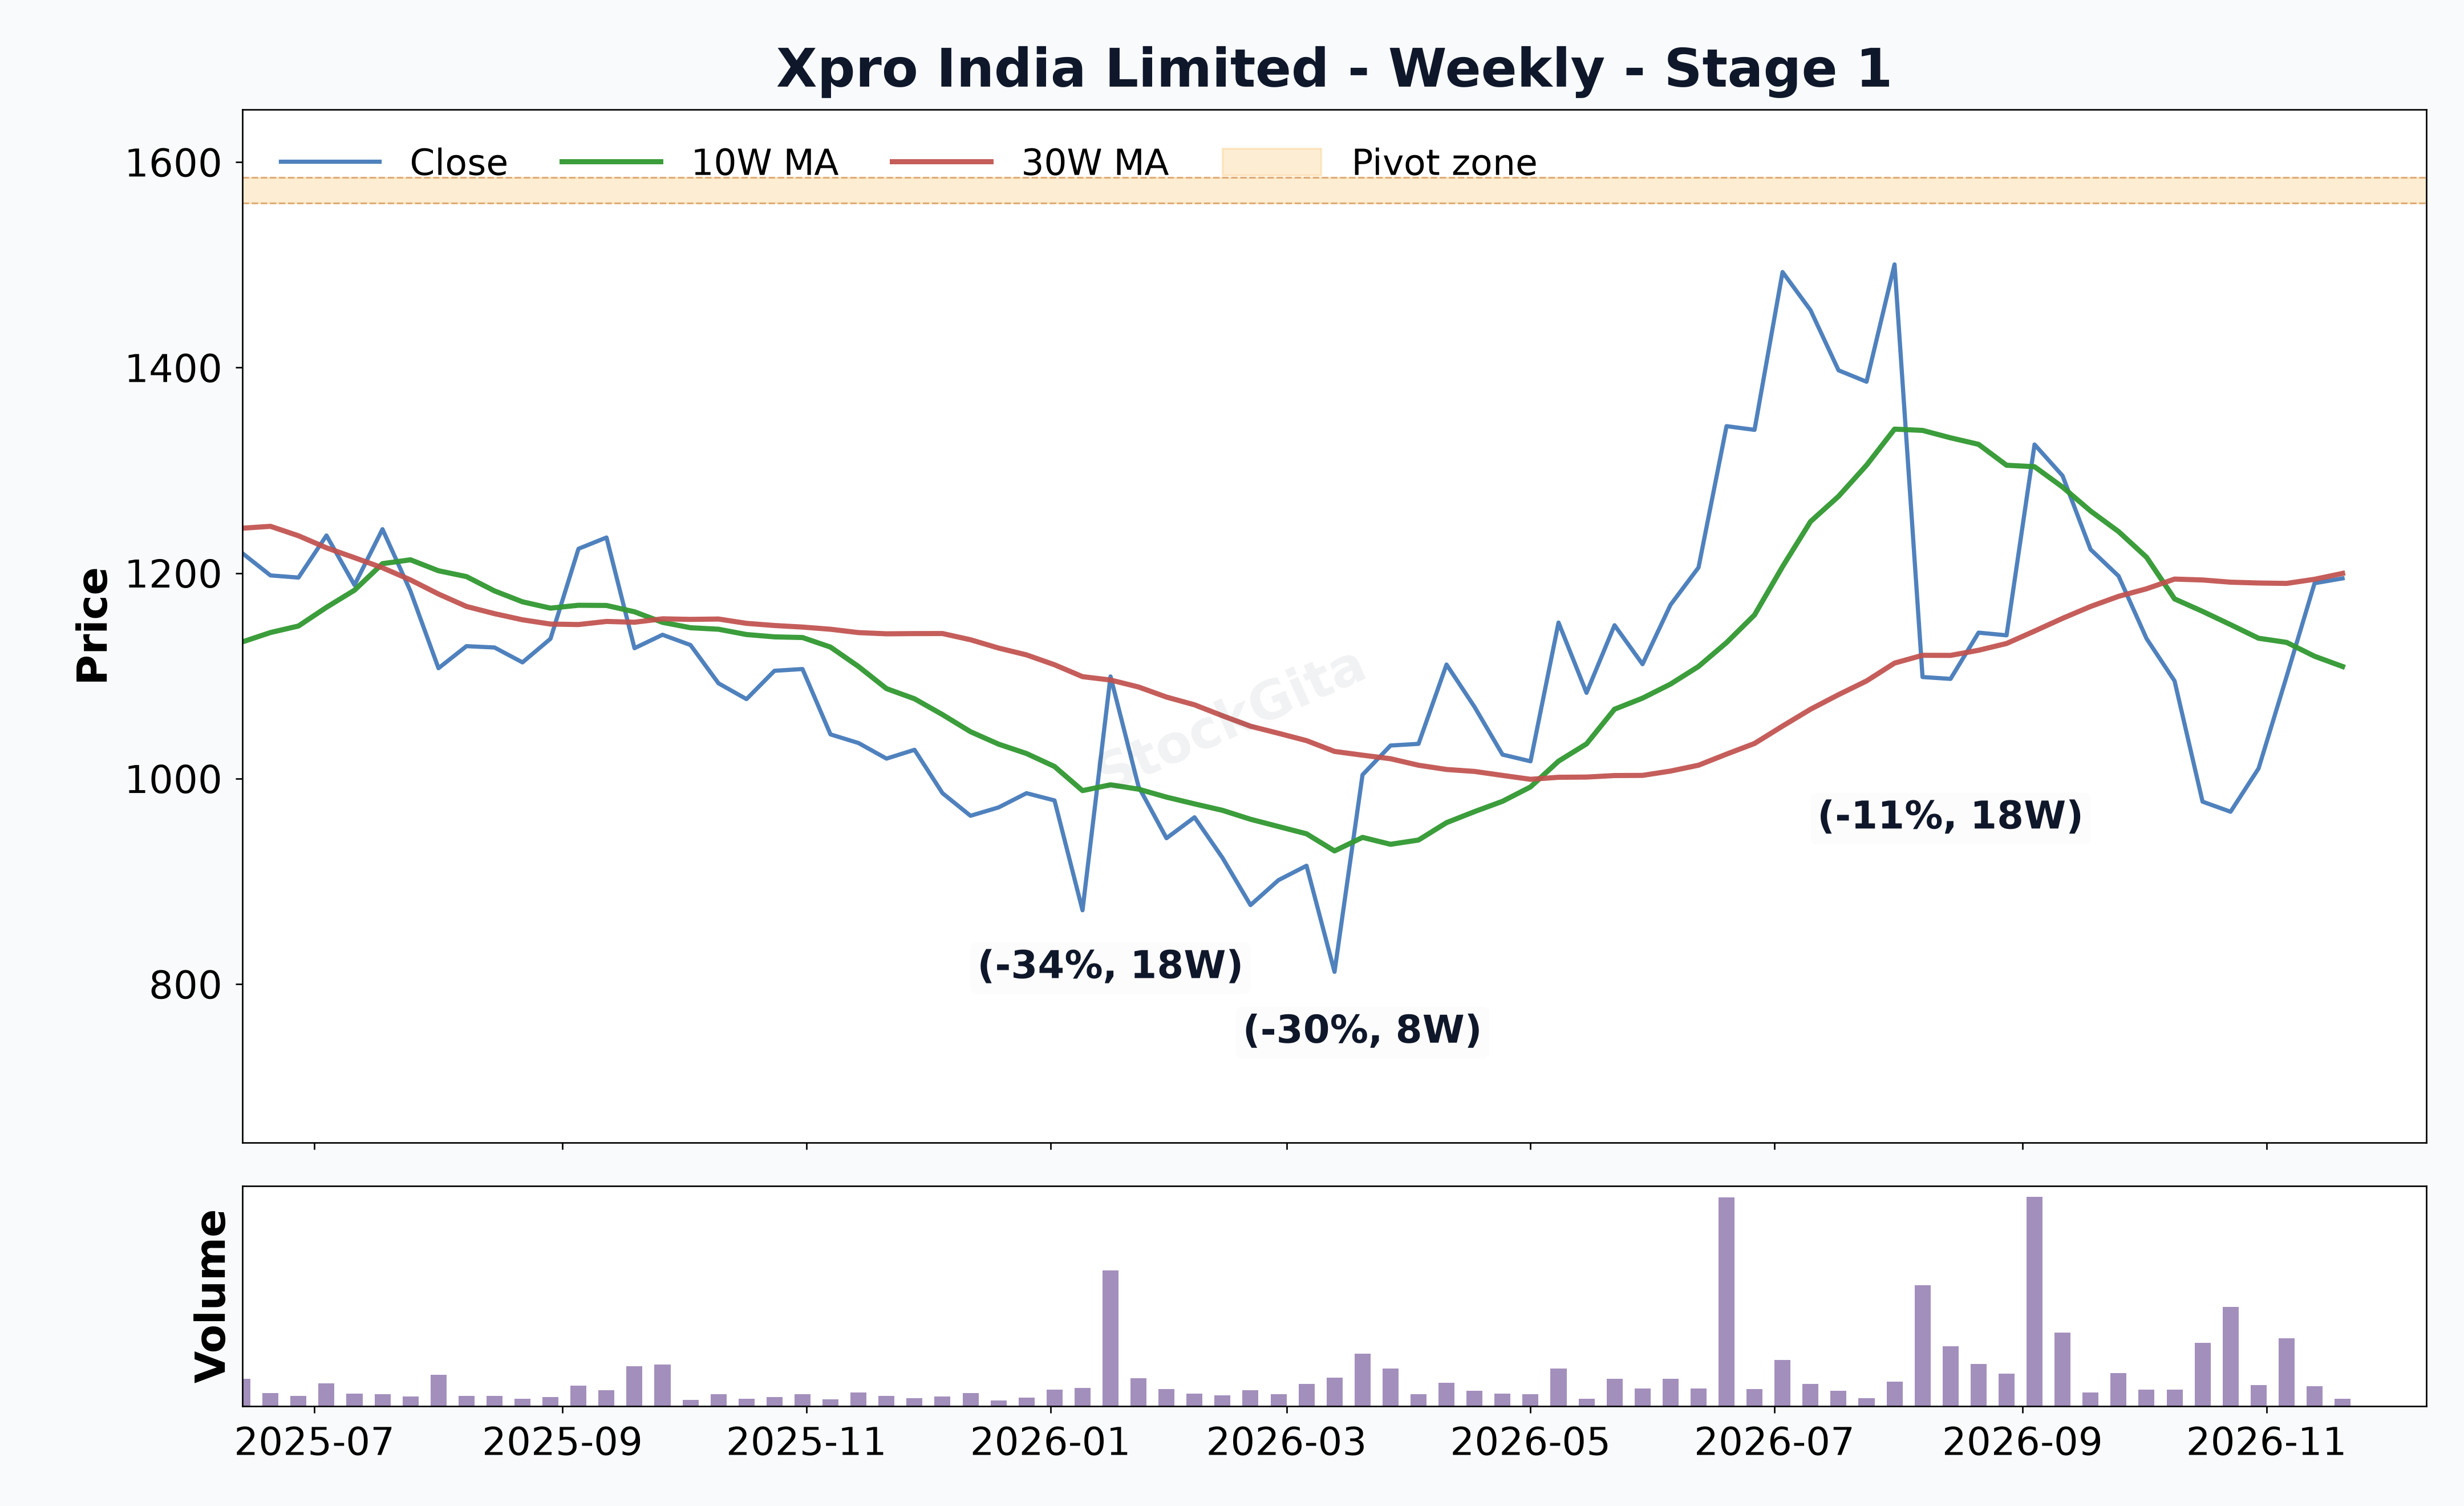 Xpro India Limited - Weekly - Stage 1
Close
10W MA
30W MA
Pivot zone
1600
1400
1200
1000
800
Price
StockGita
(-34%, 18W)
(-30%, 8W)
(-11%, 18W)
Volume
2025-07
2025-09
2025-11
2026-01
2026-03
2026-05
2026-07
2026-09
2026-11